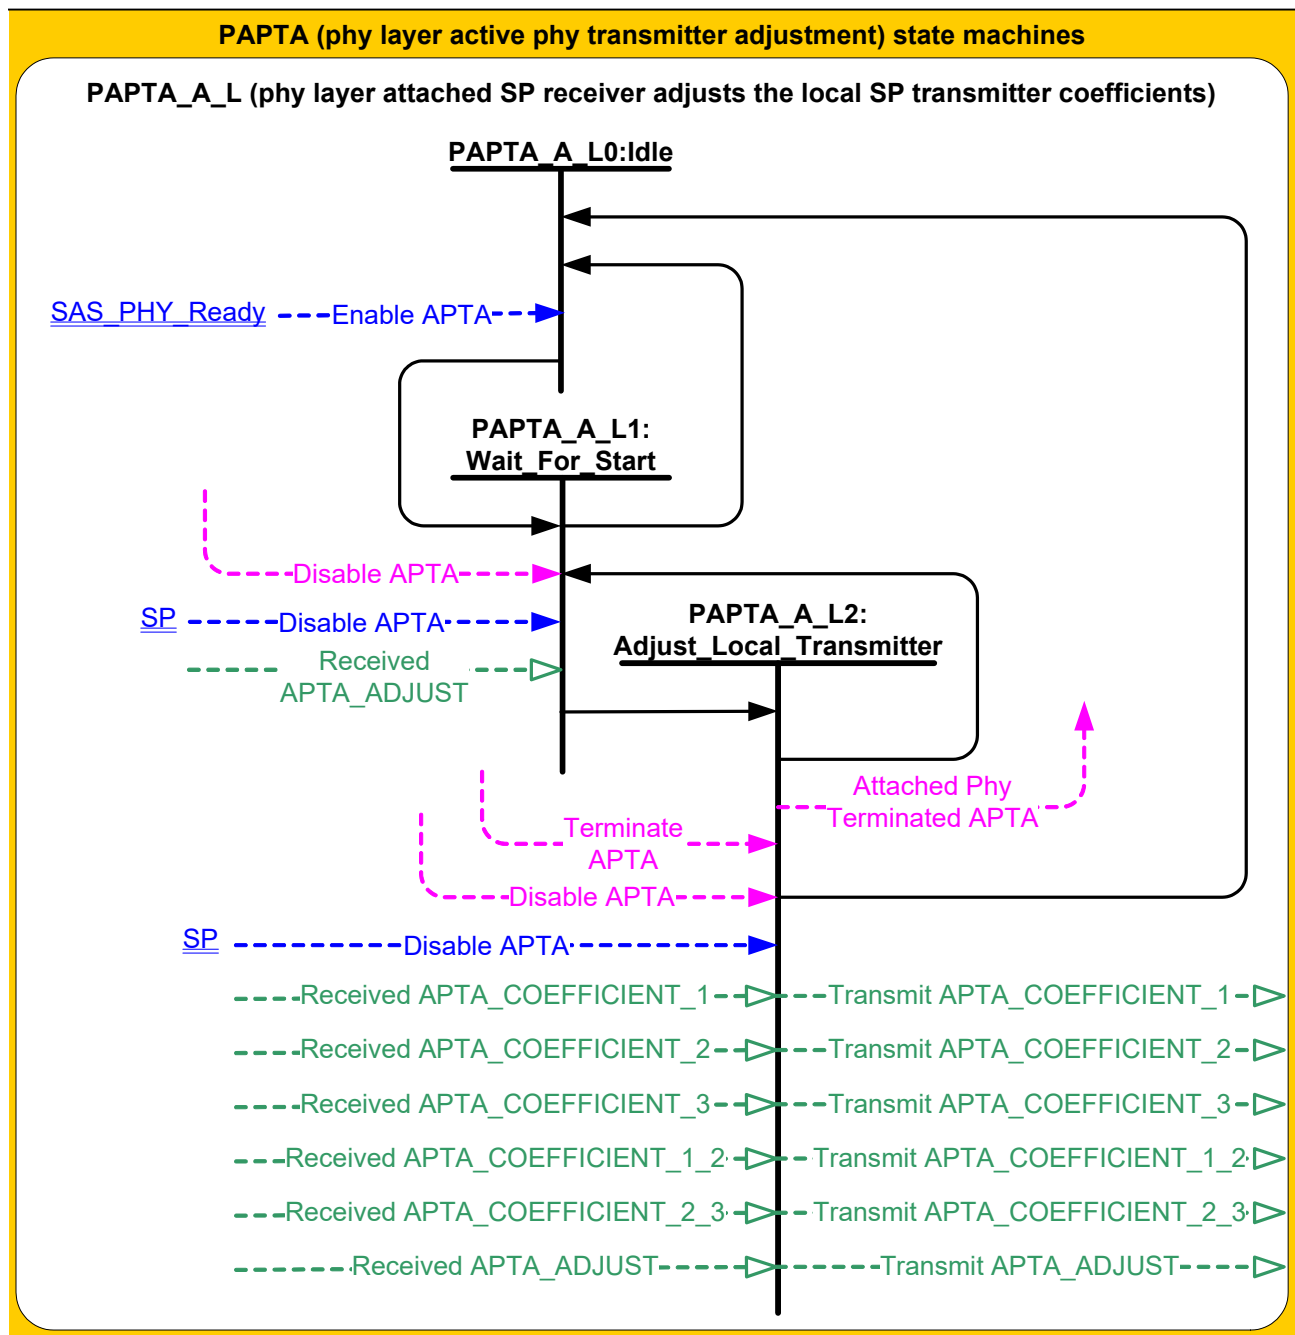 PAPTA (phy layer active phy transmitter adjustment) state machines
PAPTA_A_L (phy layer attached SP receiver adjusts the local SP transmitter coefficients)
PAPTA_A_L0:Idle
SAS_PHY_Ready
Enable APTA
PAPTA_A_L1:
Wait_For_Start
Disable APTA
SP
Disable APTA
Received
APTA_ADJUST
PAPTA_A_L2:
Adjust_Local_Transmitter
Attached Phy
Terminated APTA
Terminate
APTA
Disable APTA
SP
Disable APTA
Received APTA_COEFFICIENT_1
Transmit APTA_COEFFICIENT_1
Received APTA_COEFFICIENT_2
Transmit APTA_COEFFICIENT_2
Received APTA_COEFFICIENT_3
Transmit APTA_COEFFICIENT_3
Received APTA_COEFFICIENT_1_2
Transmit APTA_COEFFICIENT_1_2
Received APTA_COEFFICIENT_2_3
Transmit APTA_COEFFICIENT_2_3
Received APTA_ADJUST
Transmit APTA_ADJUST